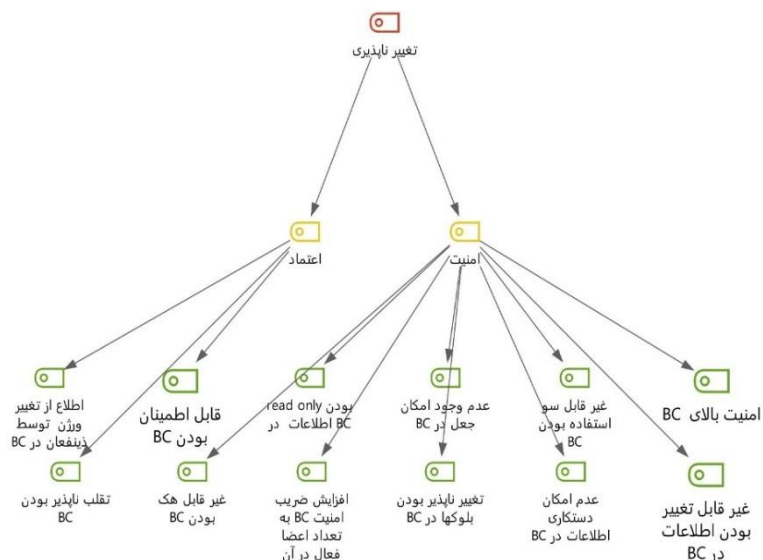 تغییر ناپذیری
اعتماد
امنیت
اطلاع از تغییر
ورژن توسط
ذینفعان در BC
قابل اطمینان
بودن BC
read only بودن
اطلاعات در BC
عدم وجود امکان
جعل در BC
غیر قابل سو
استفاده بودن
BC
امنیت بالای BC
تقلب ناپذیر بودن
BC
غیر قابل هک
بودن BC
افزایش ضریب
امنیت BC به
تعداد اعضا
فعال در آن
تغییر ناپذیر بودن
بلوکها در BC
عدم امکان
دستکاری
اطلاعات در BC
غیر قابل تغییر
بودن اطلاعات
در BC